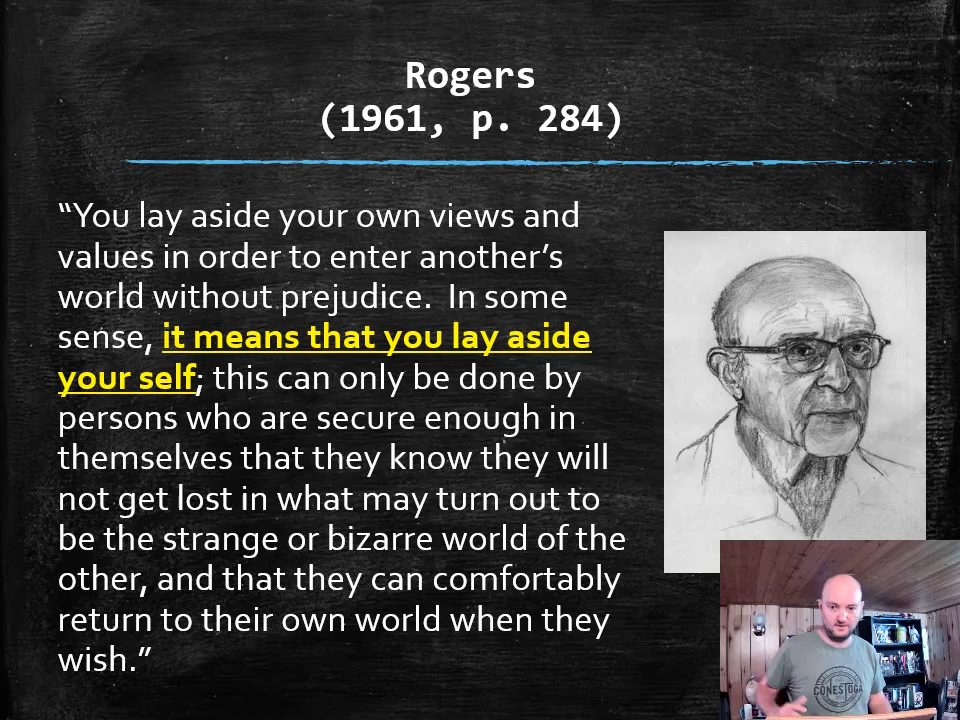 Rogers
(1961, p. 284)
“You lay aside your own views and
values in order to enter another’s
world without prejudice.  In some
sense, it means that you lay aside
your self; this can only be done by
persons who are secure enough in
themselves that they know they will
not get lost in what may turn out to
be the strange or bizarre world of the
other, and that they can comfortably
return to their own world when they
wish.”
CONESTOGA